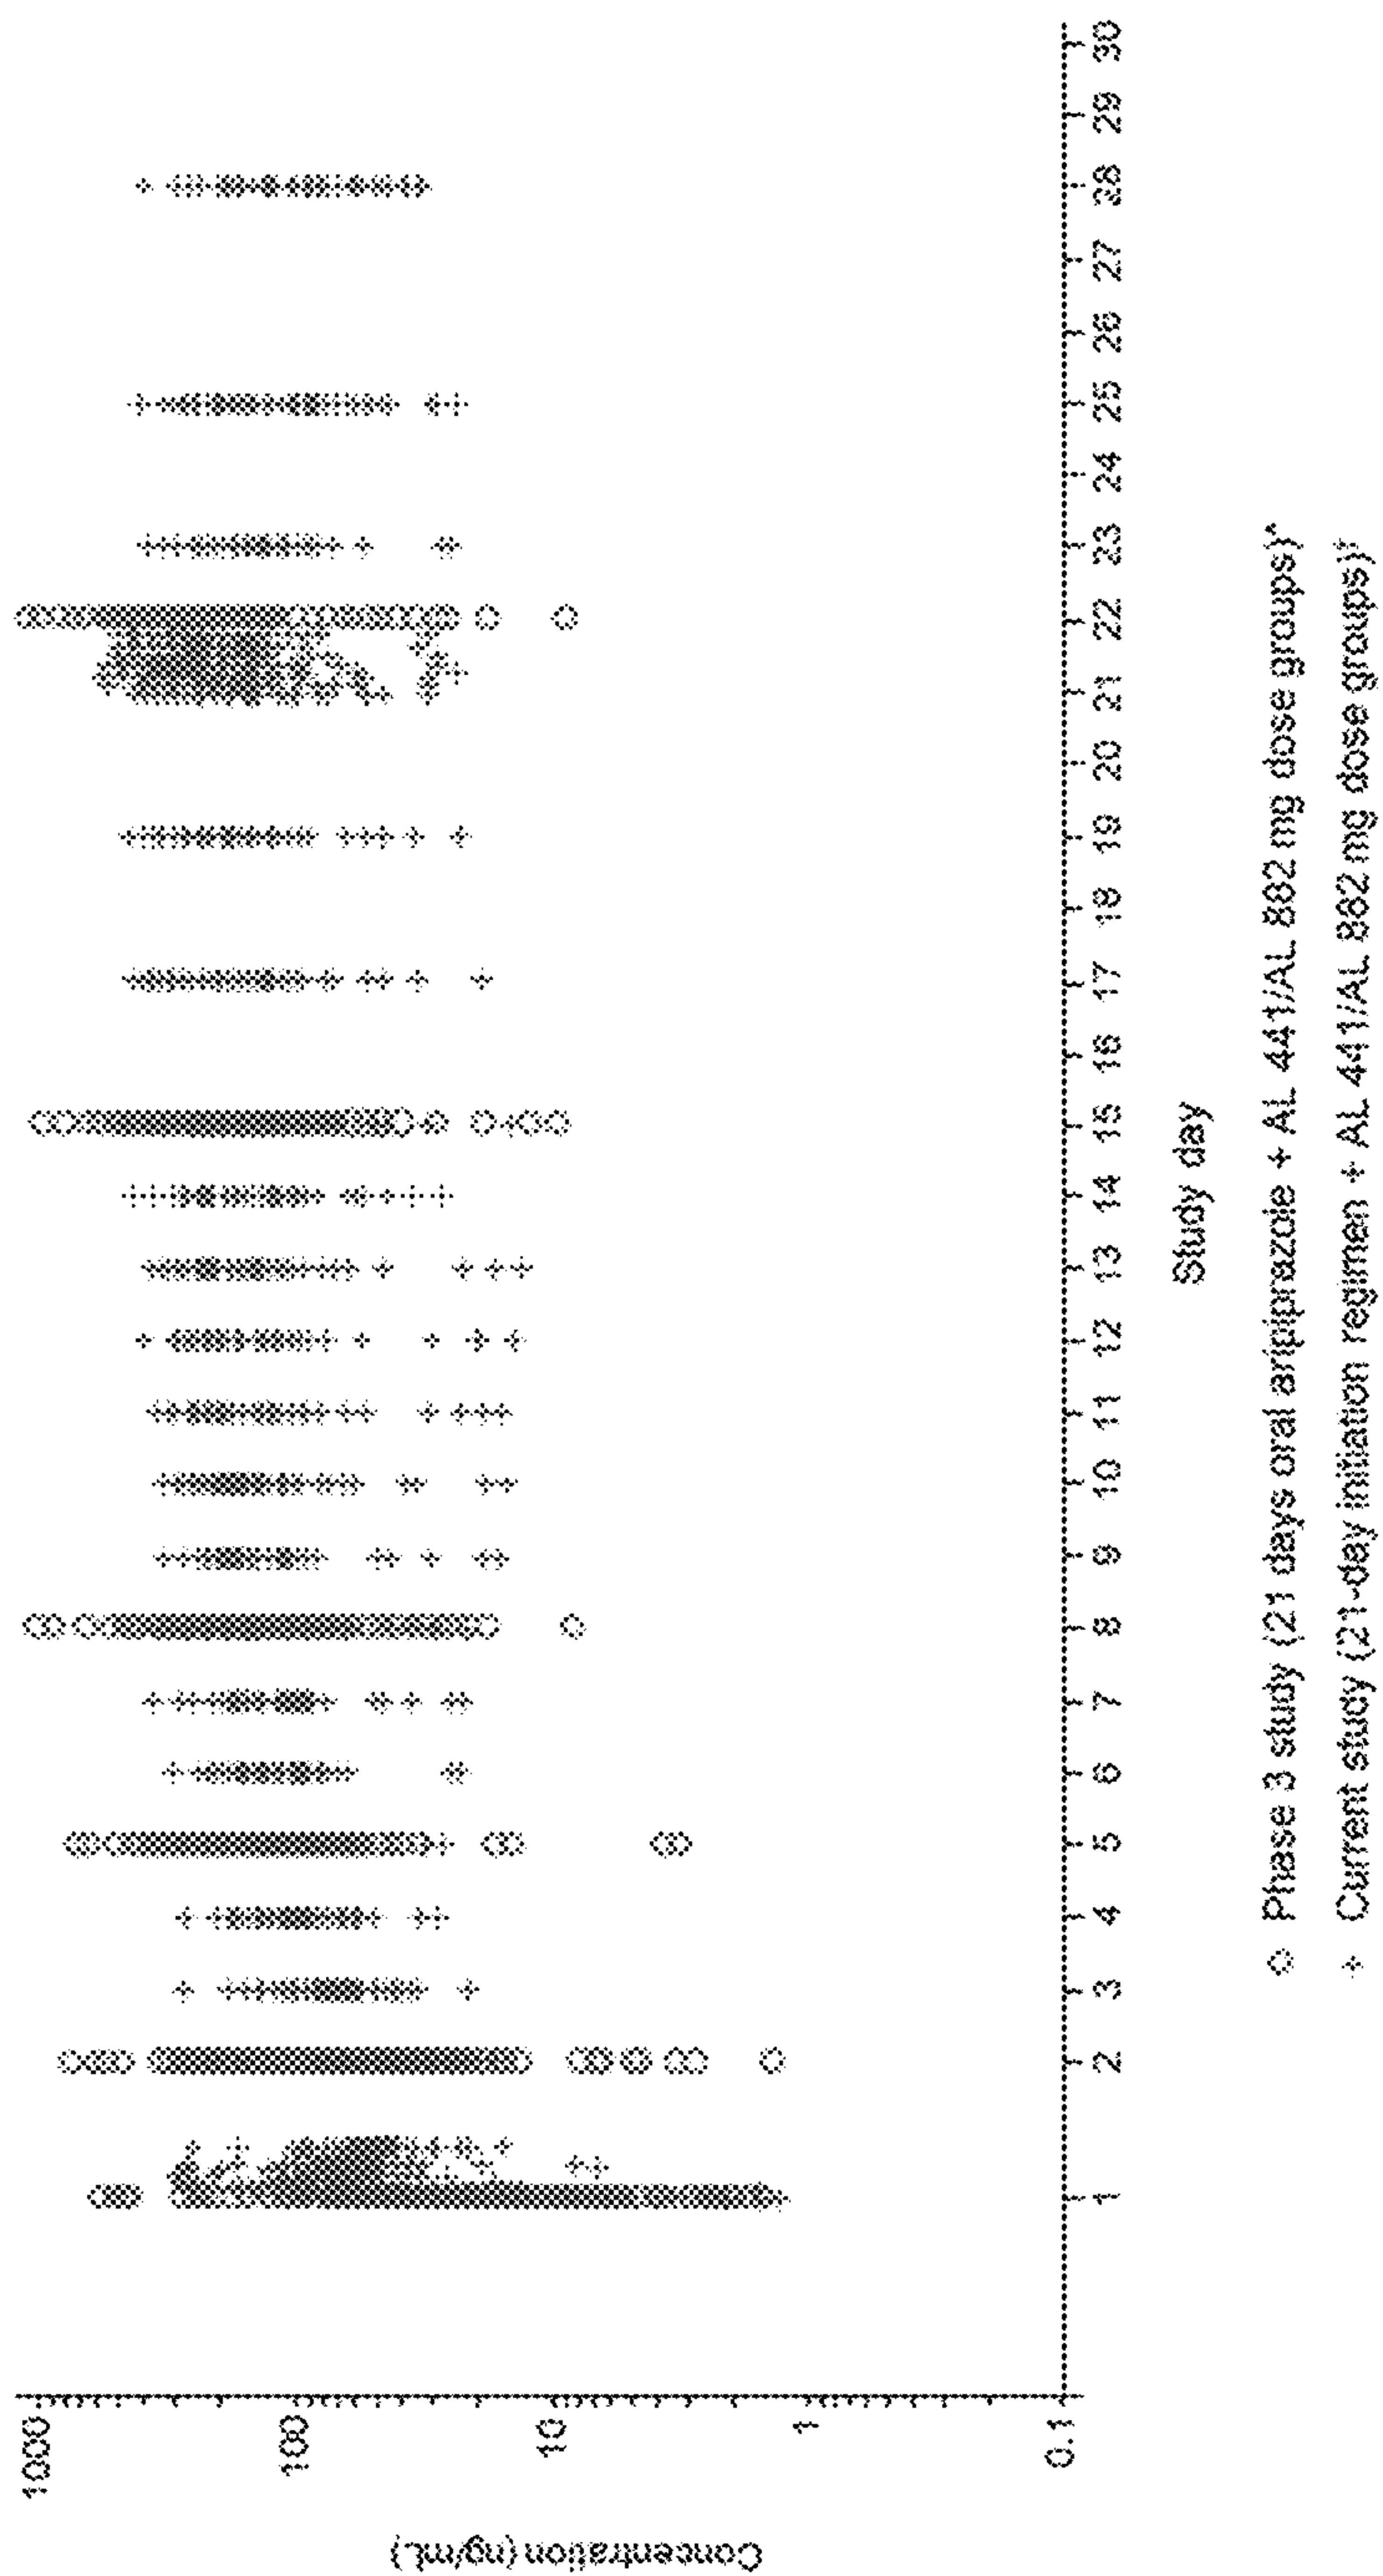 Concentration (ng/mL)
1000
100
10
1
0.1
1 2 3 4 5 6 7 8 9 10 11 12 13 14 15 16 17 18 19 20 21 22 23 24 25 26 27 28 29 30
Study day
Phase 3 study (21 days oral aripiprazole + AL 441/AL 882 mg dose groups)*
Current study (21-day initiation regimen + AL 441/AL 882 mg dose groups)†